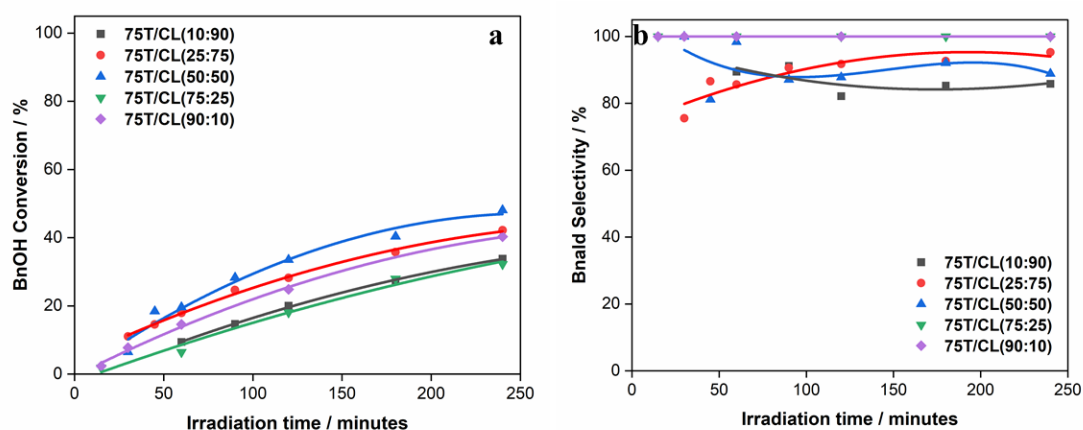 a
75T/CL(10:90)
75T/CL(25:75)
75T/CL(50:50)
75T/CL(75:25)
75T/CL(90:10)
BnOH Conversion / %
100
80
60
40
20
0
0 50 100 150 200 250
Irradiation time / minutes
b
Bnald Selectivity / %
100
80
60
40
20
0
75T/CL(10:90)
75T/CL(25:75)
75T/CL(50:50)
75T/CL(75:25)
75T/CL(90:10)
0 50 100 150 200 250
Irradiation time / minutes